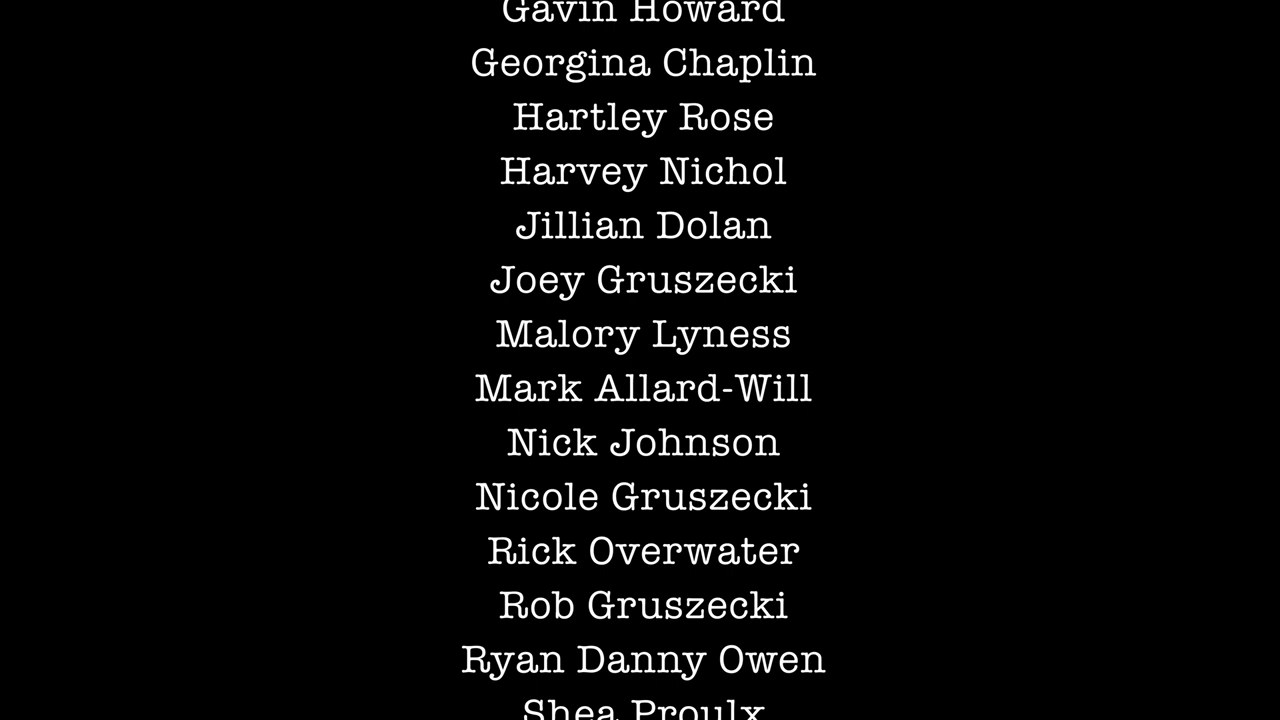 Gavin Howard
Georgina Chaplin
Hartley Rose
Harvey Nichol
Jillian Dolan
Joey Gruszecki
Malory Lyness
Mark Allard-Will
Nick Johnson
Nicole Gruszecki
Rick Overwater
Rob Gruszecki
Ryan Danny Owen
Shea Proulx